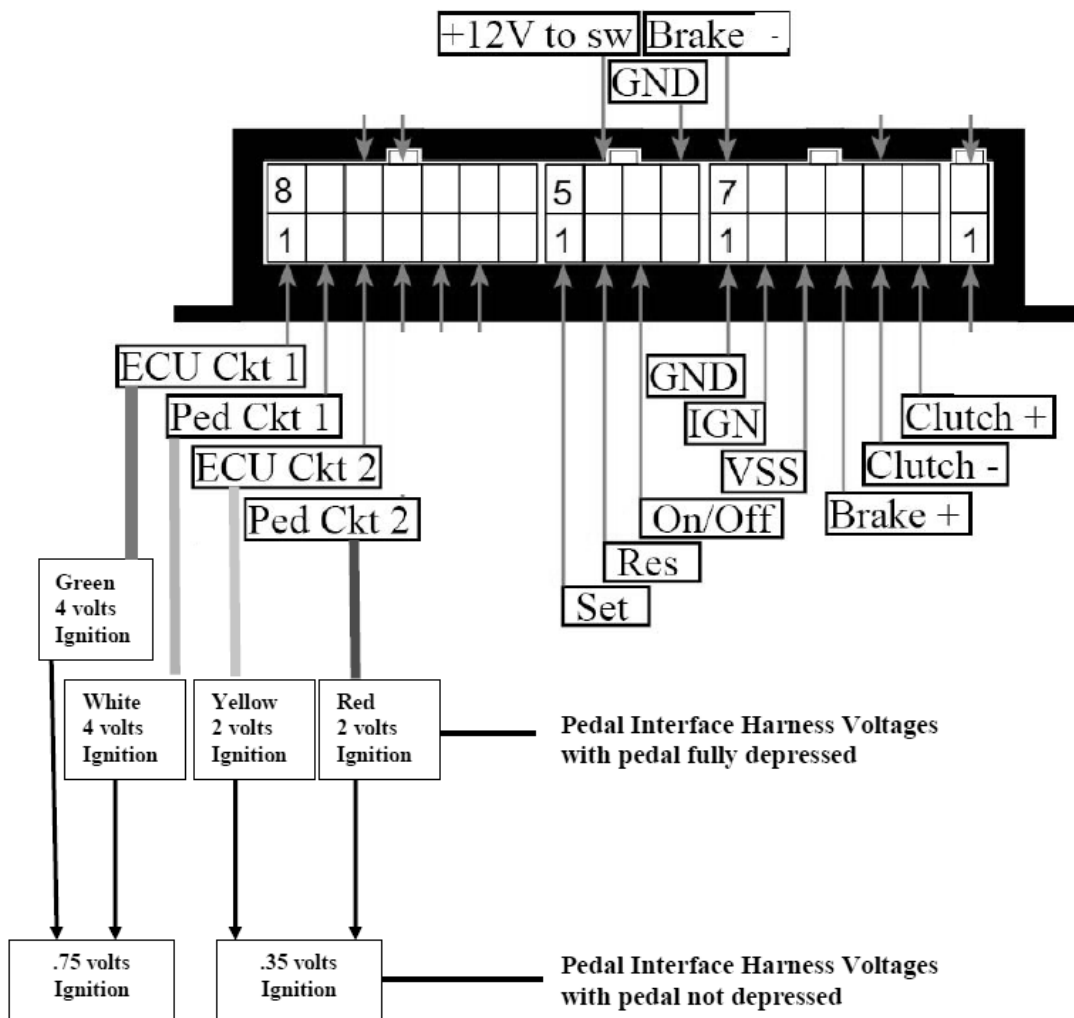 +12V to sw
Brake -
GND
8
5
7
1
1
1
1
ECU Ckt 1
Ped Ckt 1
ECU Ckt 2
Ped Ckt 2
GND
IGN
VSS
On/Off
Res
Set
Clutch +
Clutch -
Brake +
Green
4 volts
Ignition
White
4 volts
Ignition
Yellow
2 volts
Ignition
Red
2 volts
Ignition
Pedal Interface Harness Voltages
with pedal fully depressed
.75 volts
Ignition
.35 volts
Ignition
Pedal Interface Harness Voltages
with pedal not depressed